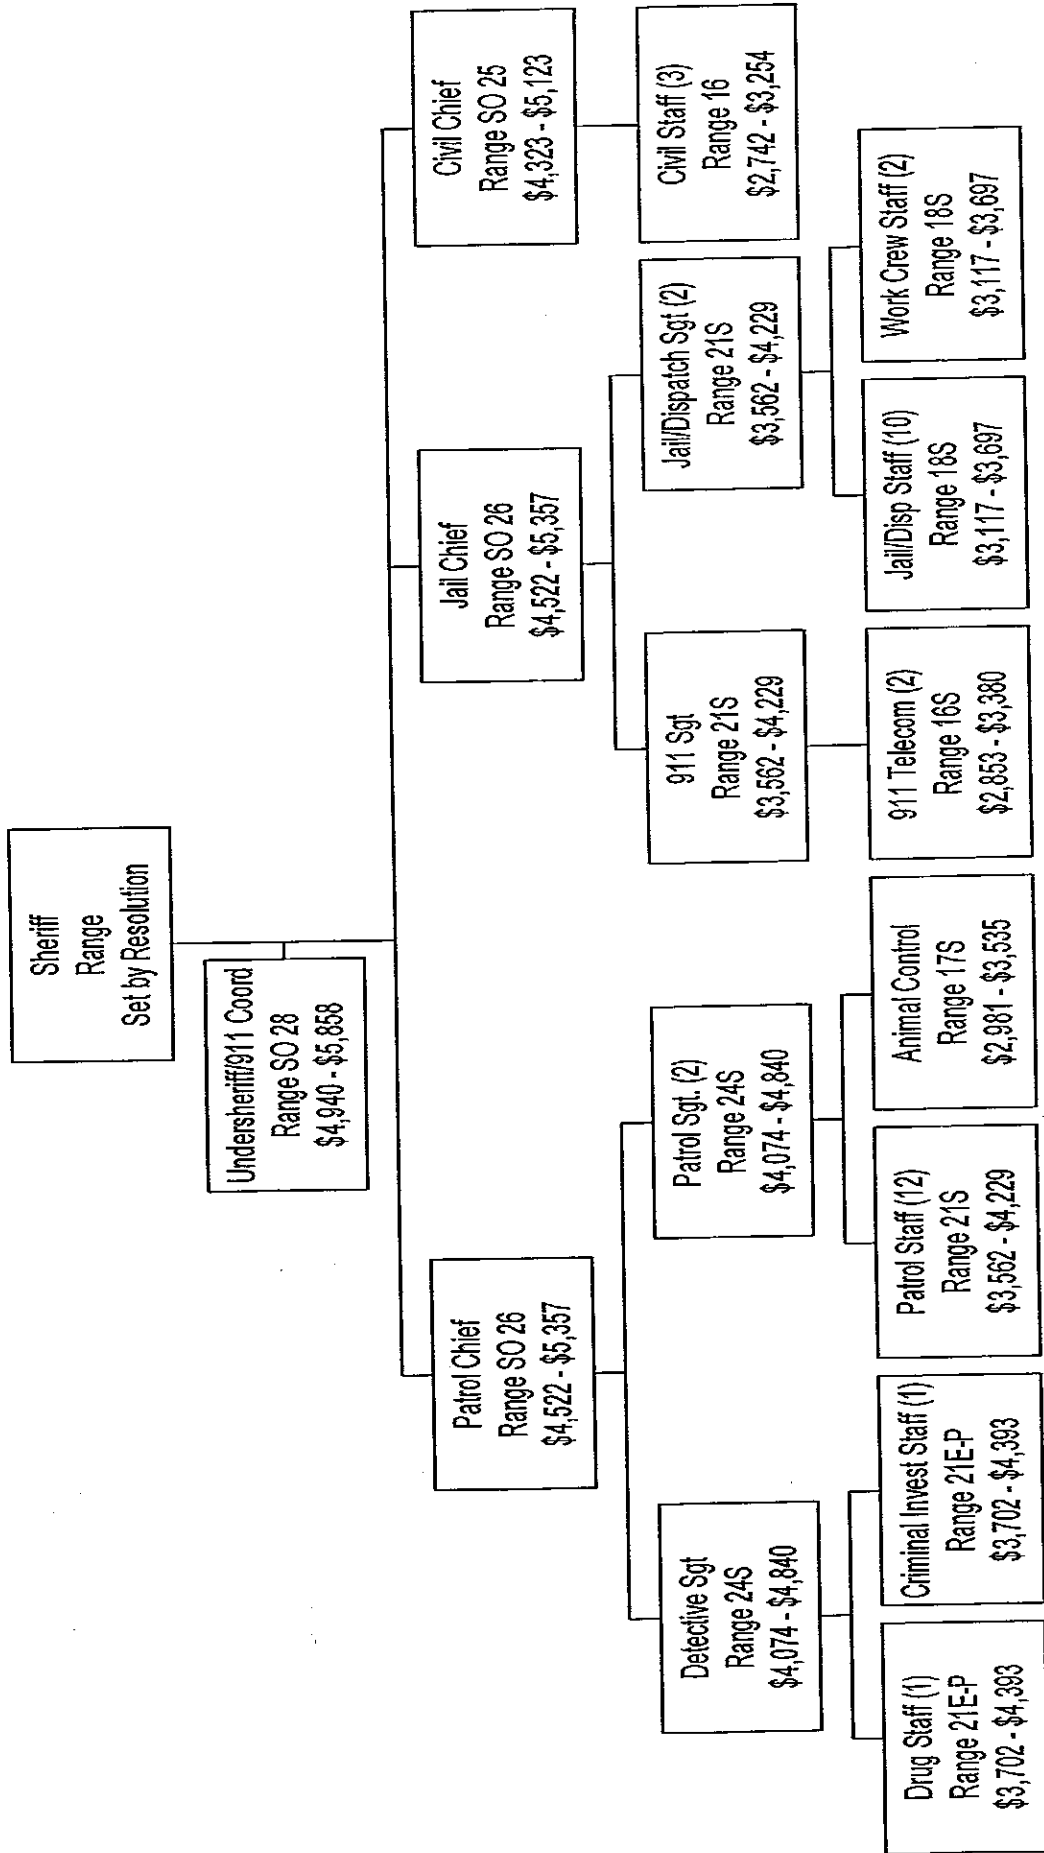 Sheriff
Range
Set by Resolution
Undersheriff/911 Coord
Range SO 28
$4,940 - $5,858
Patrol Chief
Range SO 26
$4,522 - $5,357
Jail Chief
Range SO 26
$4,522 - $5,357
Civil Chief
Range SO 25
$4,323 - $5,123
Detective Sgt
Range 24S
$4,074 - $4,840
Patrol Sgt. (2)
Range 24S
$4,074 - $4,840
911 Sgt
Range 21S
$3,562 - $4,229
Jail/Dispatch Sgt (2)
Range 21S
$3,562 - $4,229
Civil Staff (3)
Range 16
$2,742 - $3,254
Drug Staff (1)
Range 21E-P
$3,702 - $4,393
Criminal Invest Staff (1)
Range 21E-P
$3,702 - $4,393
Patrol Staff (12)
Range 21S
$3,562 - $4,229
Animal Control
Range 17S
$2,981 - $3,535
911 Telecom (2)
Range 16S
$2,853 - $3,380
Jail/Disp Staff (10)
Range 18S
$3,117 - $3,697
Work Crew Staff (2)
Range 18S
$3,117 - $3,697